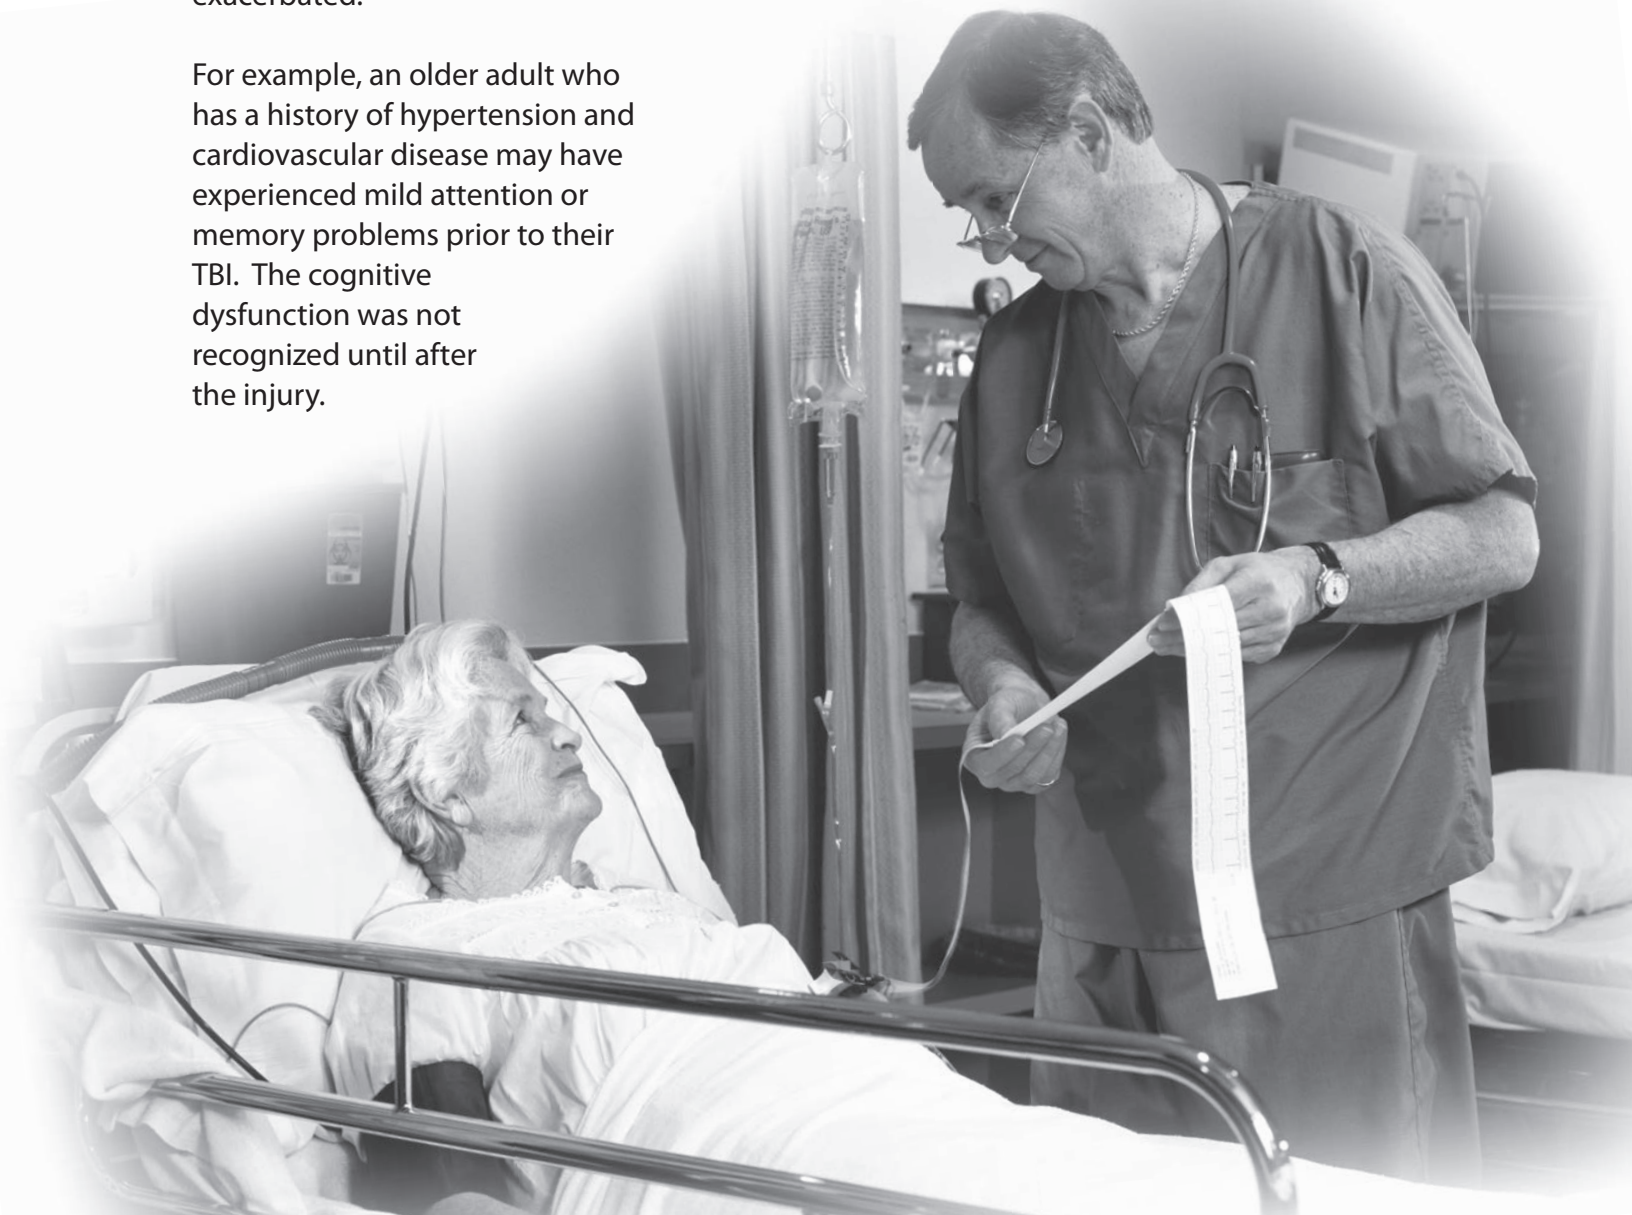 exacerbated.
For example, an older adult who
has a history of hypertension and
cardiovascular disease may have
experienced mild attention or
memory problems prior to their
TBI.  The cognitive
dysfunction was not
recognized until after
the injury.